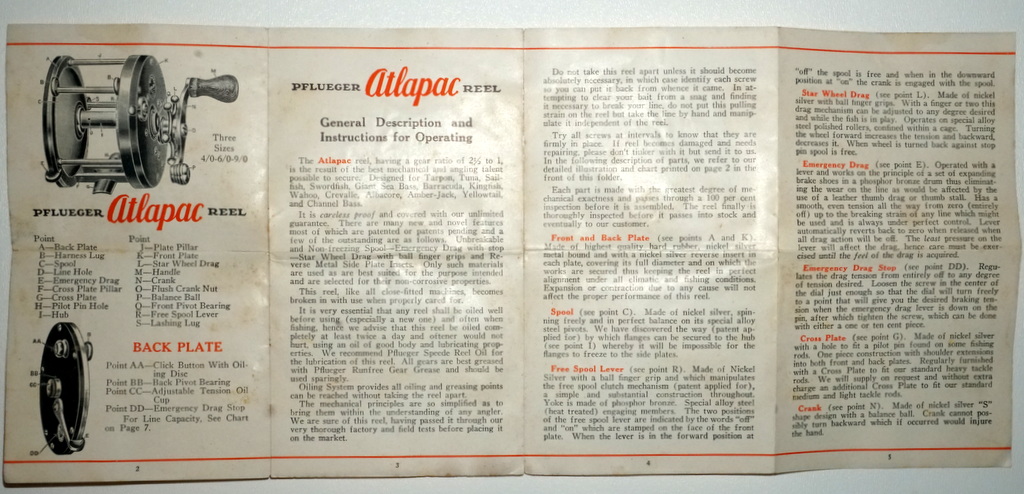 Three
Sizes
4/0-6/0-9/0
PFLUEGER Atlapac REEL
Point
A—Back Plate
B—Harness Lug
C—Spool
D—Line Hole
E—Emergency Drag
F—Cross Plate Pillar
G—Cross Plate
H—Pilot Pin Hole
I—Hub
Point
J—Plate Pillar
K—Front Plate
L—Star Wheel Drag
M—Handle
N—Crank
O—Flush Crank Nut
P—Balance Ball
Q—Front Pivot Bearing
R—Free Spool Lever
S—Lashing Lug
BACK PLATE
Point AA—Click Button With Oil-
ing Disc
Point BB—Back Pivot Bearing
Point CC—Adjustable Tension Oil
Cup
Point DD—Emergency Drag Stop
For Line Capacity, See Chart
on Page 7.
2
PFLUEGER Atlapac REEL
General Description and
Instructions for Operating
The Atlapac reel, having a gear ratio of 2½ to 1,
is the result of the best mechanical and angling talent
possible to secure. Designed for Tarpon, Tuna, Sail-
fish, Swordfish, Giant Sea Bass, Barracuda, Kingfish,
Wahoo, Crevalle, Albacore, Amber-Jack, Yellowtail,
and Channel Bass.
It is careless proof and covered with our unlimited
guarantee. There are many new and novel features
most of which are patented or patents pending and a
few of the outstanding are as follows. Unbreakable
and Non-freezing Spool—Emergency Drag with stop
—Star Wheel Drag with ball finger grips and Re-
verse Metal Side Plate Liners. Only such materials
are used as are best suited for the purpose intended
and are selected for their non-corrosive properties.
This reel, like all close-fitted machines, becomes
broken in with use when properly cared for.
It is very essential that any reel shall be oiled well
before using, (especially a new one) and often when
fishing, hence we advise that this reel be oiled com-
pletely at least twice a day and oftener would not
hurt, using an oil of good body and lubricating prop-
erties. We recommend Pflueger Speede Reel Oil for
the lubrication of this reel. All gears are best greased
with Pflueger Runfree Gear Grease and should be
used sparingly.
Oiling System provides all oiling and greasing points
can be reached without taking the reel apart.
The mechanical principles are so simplified as to
bring them within the understanding of any angler.
We are sure of this reel, having passed it through our
very thorough factory and field tests before placing it
on the market.
3
Do not take this reel apart unless it should become
absolutely necessary, in which case identify each screw
so you can put it back from whence it came. In at-
tempting to clear your bait from a snag and finding
it necessary to break your line, do not put this pulling
strain on the reel but take the line by hand and manip-
ulate it independent of the reel.
Try all screws at intervals to know that they are
firmly in place. If reel becomes damaged and needs
repairing, please don't tinker with it but send it to us.
In the following description of parts, we refer to our
detailed illustration and chart printed on page 2 in the
front of this folder.
Each part is made with the greatest degree of me-
chanical exactness and passes through a 100 per cent
inspection before it is assembled. The reel finally is
thoroughly inspected before it passes into stock and
eventually to our customer.
Front and Back Plate (see points A and K).
Made of highest quality hard rubber, nickel silver
metal bound and with a nickel silver reverse insert in
each plate, covering its full diameter and on which the
works are secured thus keeping the reel in perfect
alignment under all climatic and fishing conditions.
Expansion or contraction due to any cause will not
affect the proper performance of this reel.
Spool (see point C). Made of nickel silver, spin-
ning freely and in perfect balance on its special alloy
steel pivots. We have discovered the way (patent ap-
plied for) by which flanges can be secured to the hub
(see point I) whereby it will be impossible for the
flanges to freeze to the side plates.
Free Spool Lever (see point R). Made of Nickel
Silver with a ball finger grip and which manipulates
the free spool clutch mechanism (patent applied for),
a simple and substantial construction throughout.
Yoke is made of phosphor bronze. Special alloy steel
(heat treated) engaging members. The two positions
of the free spool lever are indicated by the words "off"
and "on" which are stamped on the face of the front
plate. When the lever is in the forward position at
4
"off" the spool is free and when in the downward
position at "on" the crank is engaged with the spool.
Star Wheel Drag (see point L). Made of nickel
silver with ball finger grips. With a finger or two this
drag mechanism can be adjusted to any degree desired
and while the fish is in play. Operates on special alloy
steel polished rollers, confined within a cage. Turning
the wheel forward increases the tension and backward,
decreases it. When wheel is turned back against stop
pin spool is free.
Emergency Drag (see point E). Operated with a
lever and works on the principle of a set of expanding
brake shoes in a phosphor bronze drum thus eliminat-
ing the wear on the line as would be affected by the
use of a leather thumb drag or thumb stall. Has a
smooth, even tension all the way from zero (entirely
off) up to the breaking strain of any line which might
be used and is always under perfect control. Lever
automatically reverts back to zero when released when
all drag action will be off. The least pressure on the
lever will affect the drag, hence care must be exer-
cised until the feel of the drag is acquired.
Emergency Drag Stop (see point DD). Regu-
lates the drag tension from entirely off to any degree
of tension desired. Loosen the screw in the center of
the dial just enough so that the dial will turn freely
to a point that will give you the desired braking ten-
sion when the emergency drag lever is down on the
pin, after which tighten the screw, which can be done
with either a one or ten cent piece.
Cross Plate (see point G). Made of nickel silver
with a hole to fit a pilot pin found on some fishing
rods. One piece construction with shoulder extensions
into both front and back plates. Regularly furnished
with a Cross Plate to fit our standard heavy tackle
rods. We will supply on request and without extra
charge an additional Cross Plate to fit our standard
medium and light tackle rods.
Crank (see point N). Made of nickel silver "S"
shape design with a balance ball. Crank cannot pos-
sibly turn backward which if occurred would injure
the hand.
5